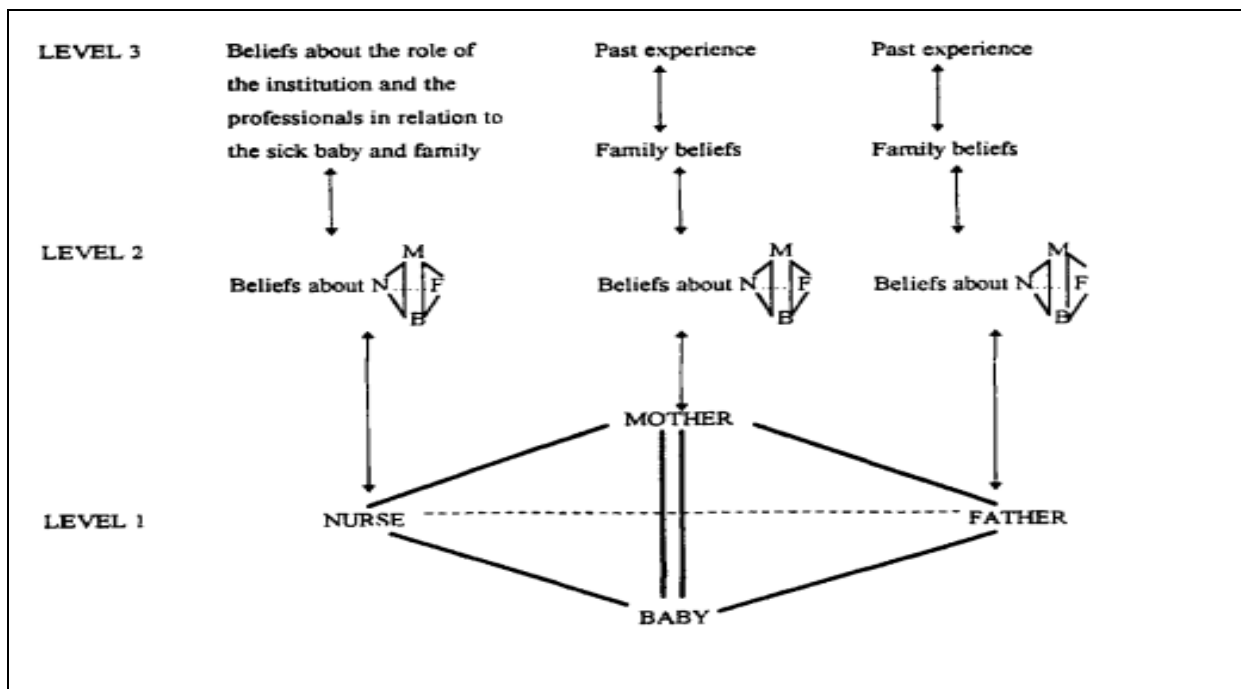 LEVEL 3
Beliefs about the role of
the institution and the
professionals in relation to
the sick baby and family
Past experience
Family beliefs
Past experience
Family beliefs
LEVEL 2
M
Beliefs about N F
B
M
Beliefs about N F
B
M
Beliefs about N F
B
MOTHER
LEVEL 1
NURSE
FATHER
BABY